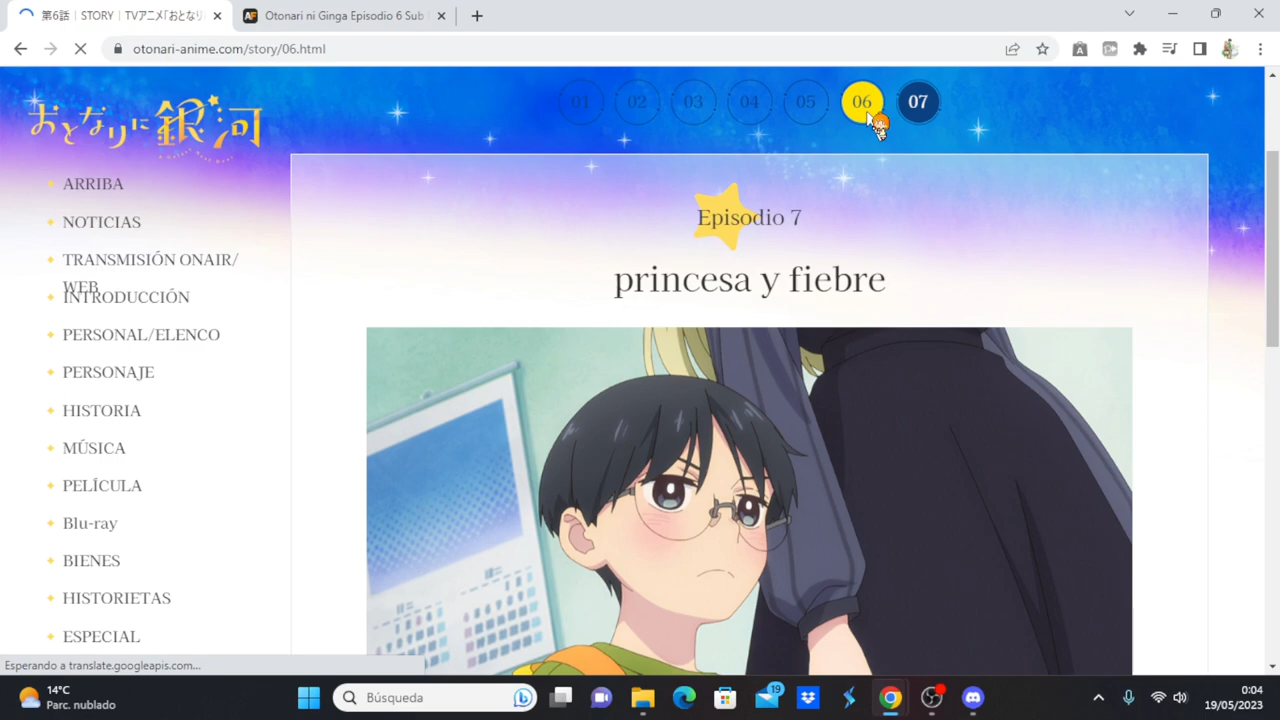 第6話 | STORY | TVアニメ「おとなり
Otonari ni Ginga Episodio 6 Sub
otonari-anime.com/story/06.html
おとなりに銀河
01
02
03
04
05
06
07
ARRIBA
NOTICIAS
TRANSMISIÓN ONAIR/
WEB
INTRODUCCIÓN
PERSONAL/ELENCO
PERSONAJE
HISTORIA
MÚSICA
PELÍCULA
Blu-ray
BIENES
HISTORIETAS
ESPECIAL
Episodio 7
princesa y fiebre
Esperando a translate.googleapis.com...
14°C
Parc. nublado
Búsqueda
19
0:04
19/05/2023